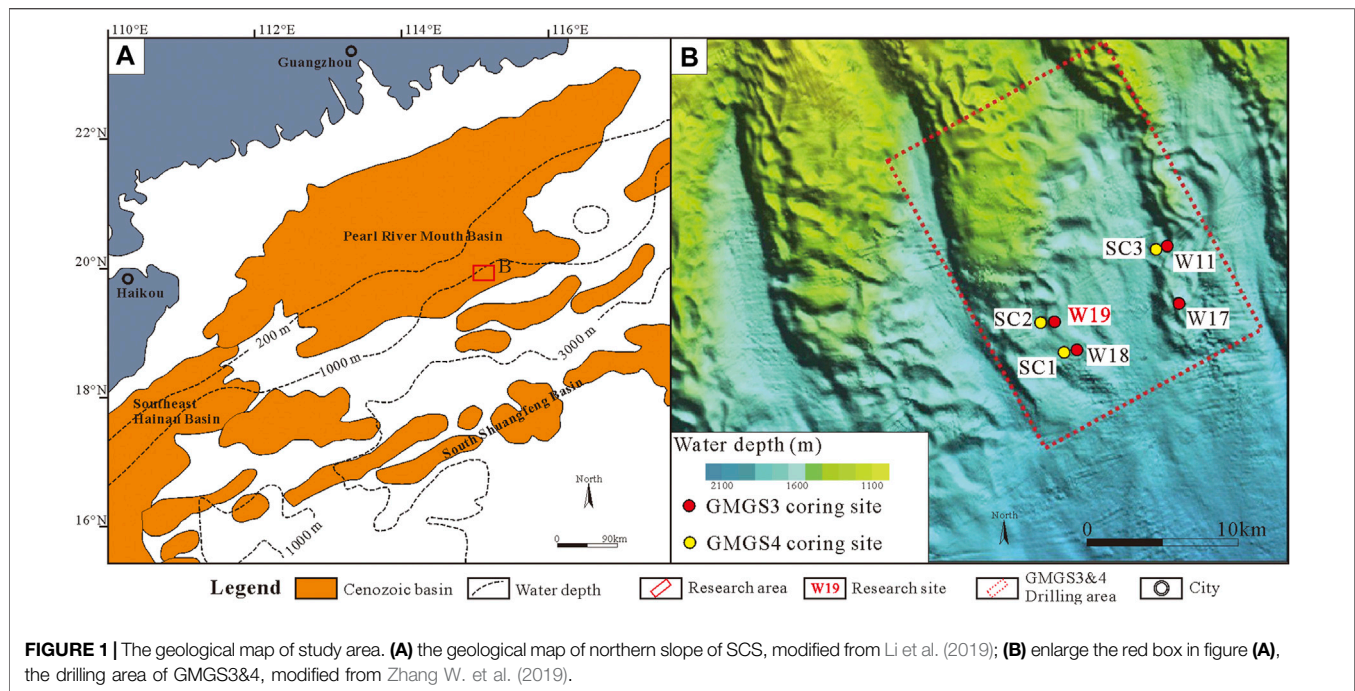 110°E
112°E
114°E
116°E
A
Guangzhou
22°N
Pearl River Mouth Basin
20°N
B
Haikou
200 m
1000 m
3000 m
18°N
Southeast
Hainan Basin
South Shuangfeng Basin
16°N
1000 m
North
0 90km
B
SC3
W11
W17
SC2
W19
W18
SC1
Water depth (m)
2100 1600 1100
GMGS3 coring site
GMGS4 coring site
North
0 10km
Legend Cenozoic basin Water depth Research area W19 Research site GMGS3&4 Drilling area City
FIGURE 1 | The geological map of study area. (A) the geological map of northern slope of SCS, modified from Li et al. (2019); (B) enlarge the red box in figure (A),
the drilling area of GMGS3&4, modified from Zhang W. et al. (2019).